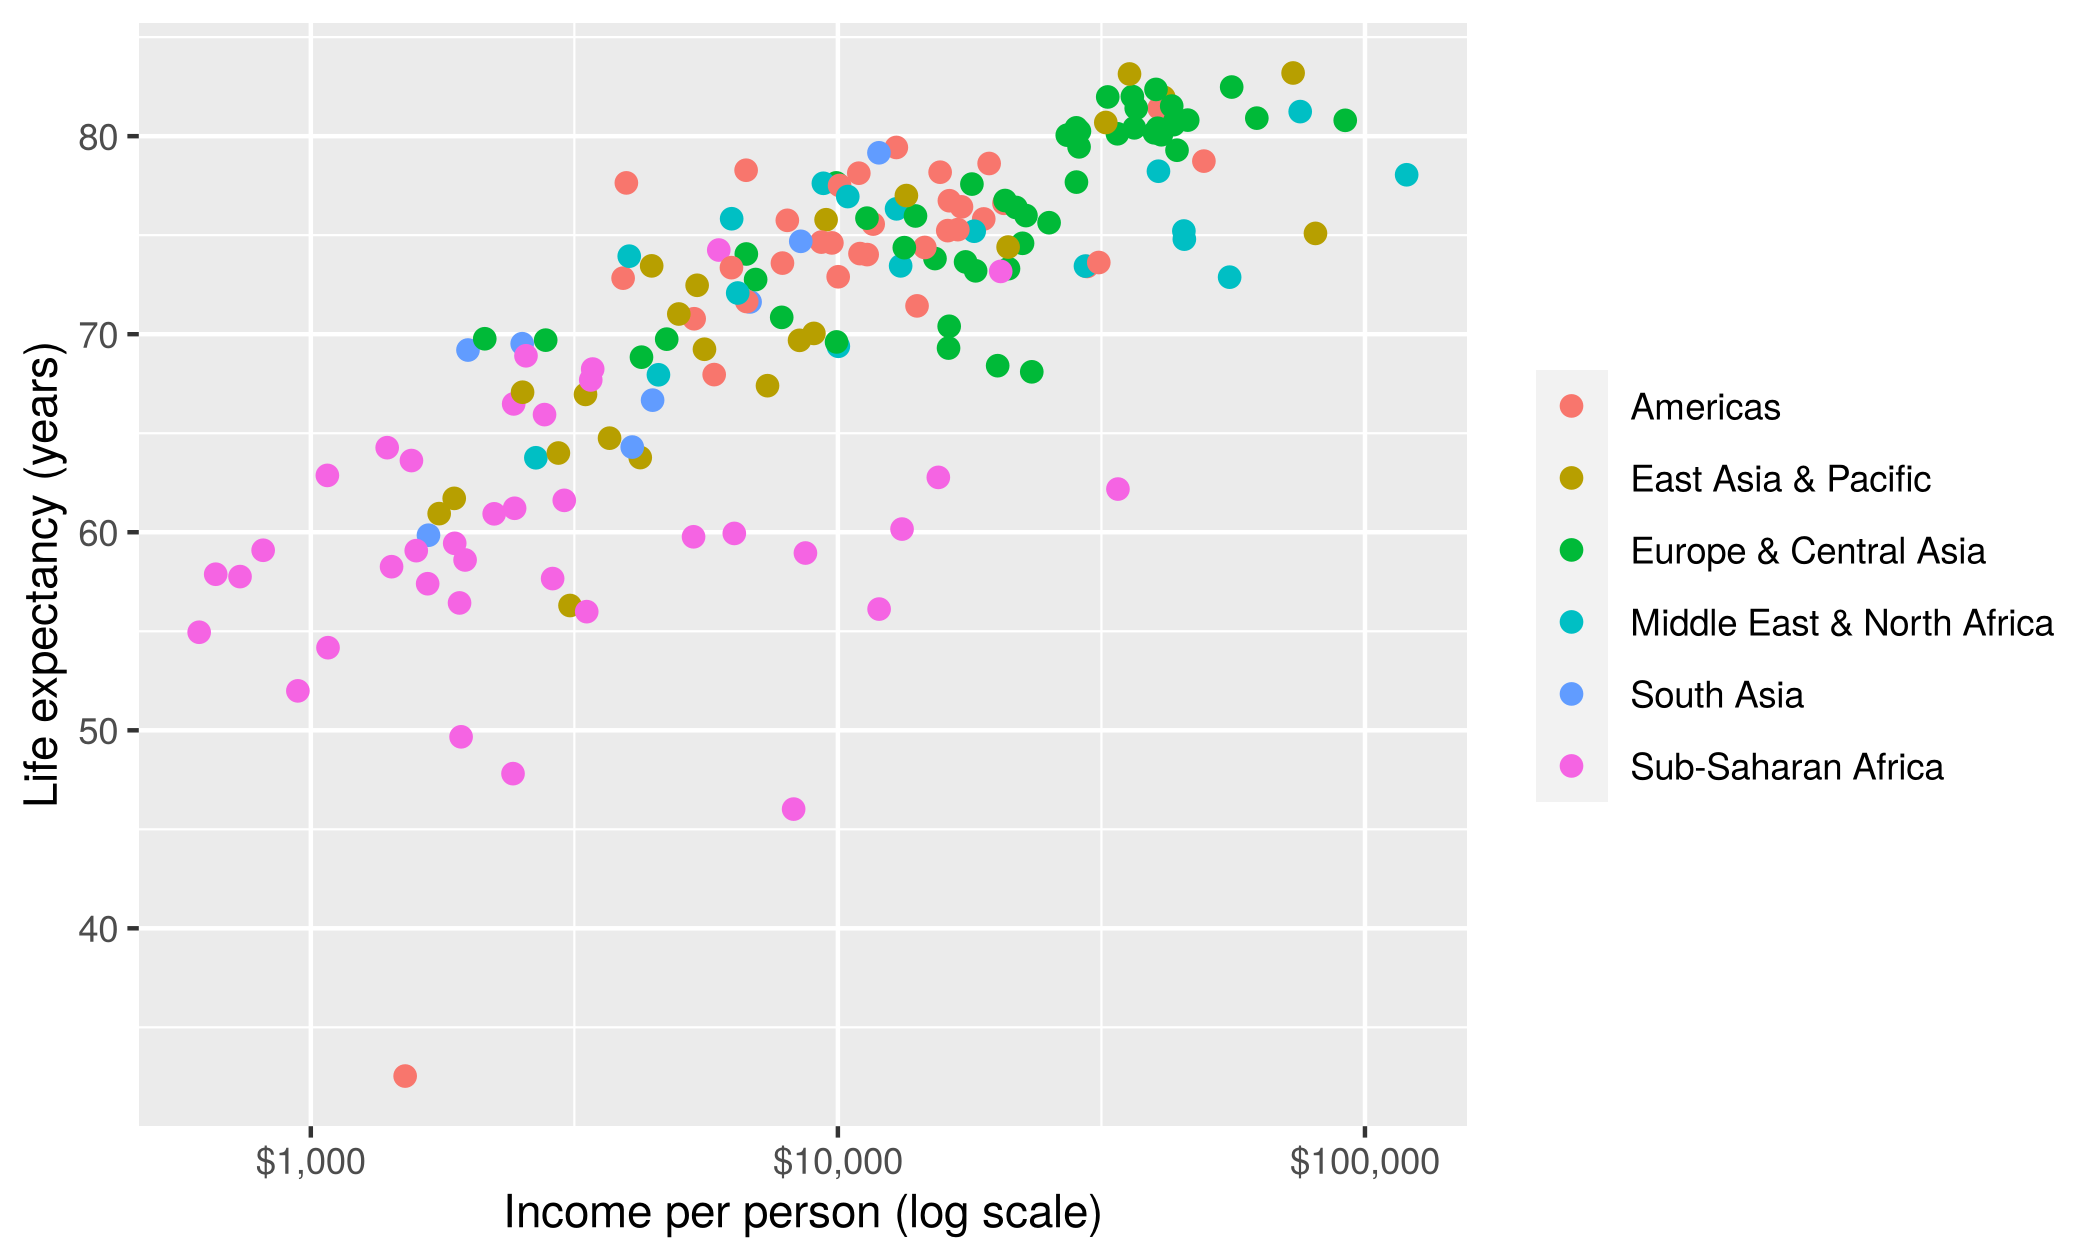 Life expectancy (years)
80
70
60
50
40
$1,000
$10,000
$100,000
Income per person (log scale)
Americas
East Asia & Pacific
Europe & Central Asia
Middle East & North Africa
South Asia
Sub-Saharan Africa